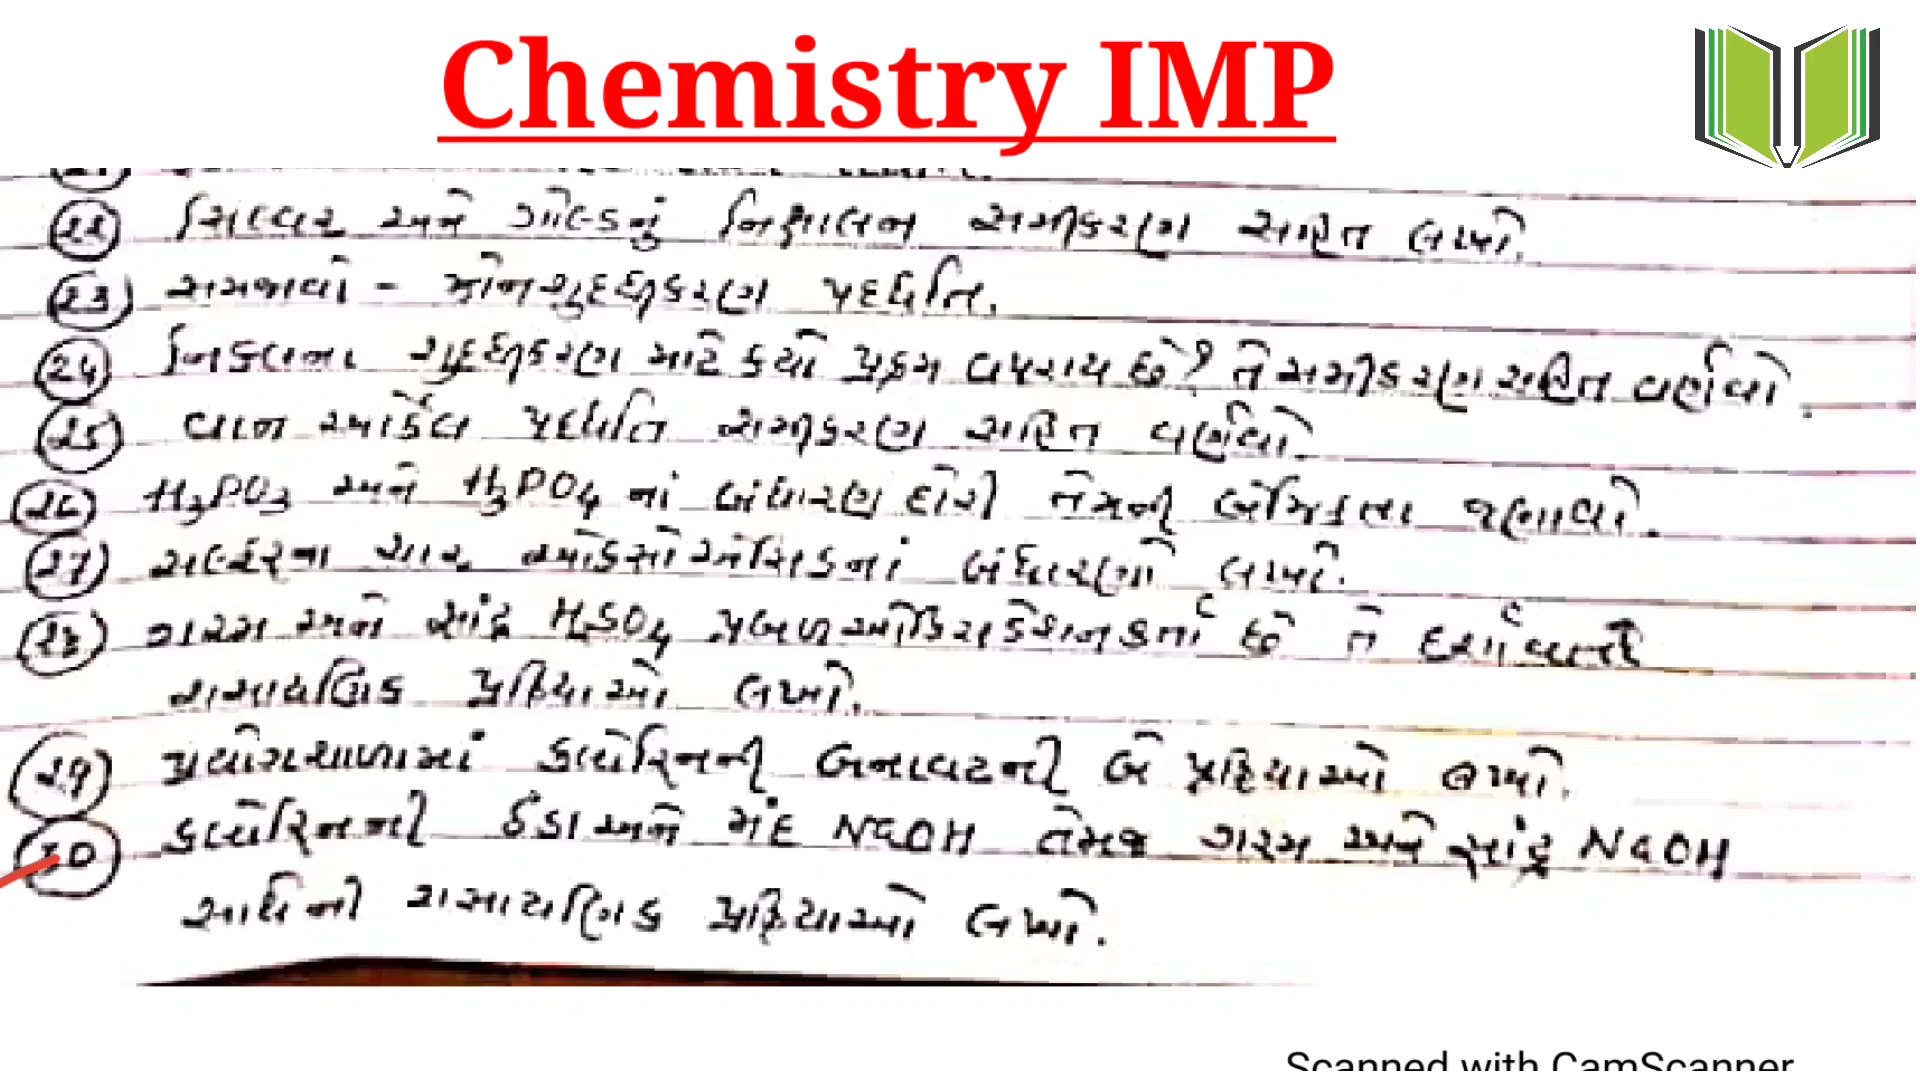 Chemistry IMP
(22) સિલ્વર અને ગોલ્ડનું નિક્ષાલન સમીકરણ સહિત લખો.
(23) સમજાવો - ઝોનશુદ્ધીકરણ પદ્ધતિ.
(24) નિકલના શુદ્ધીકરણ માટે કયો પ્રક્રમ વપરાય છે? તે સમીકરણ સહિત વર્ણવો.
(25) વાન આર્કેલ પદ્ધતિ સમીકરણ સહિત વર્ણવો.
(26) H₃PO₃ અને H₃PO₄ નાં બંધારણ દોરી તેમની બેઝિકતા જણાવો.
(27) સલ્ફરના ચાર ઓક્સોએસિડનાં બંધારણો લખો.
(28) ગરમ અને સાંદ્ર H₂SO₄ પ્રબળ ઓક્સિડેશનકર્તા છે તે દર્શાવતી
રાસાયણિક પ્રક્રિયાઓ લખો.
(29) પ્રયોગશાળામાં ક્લોરિનની બનાવટની બે પ્રક્રિયાઓ લખો.
(30) ક્લોરિનની ઠંડા અને મંદ NaOH તેમજ ગરમ અને સાંદ્ર NaOH
સાથેની રાસાયણિક પ્રક્રિયાઓ લખો.
Scanned with CamScanner